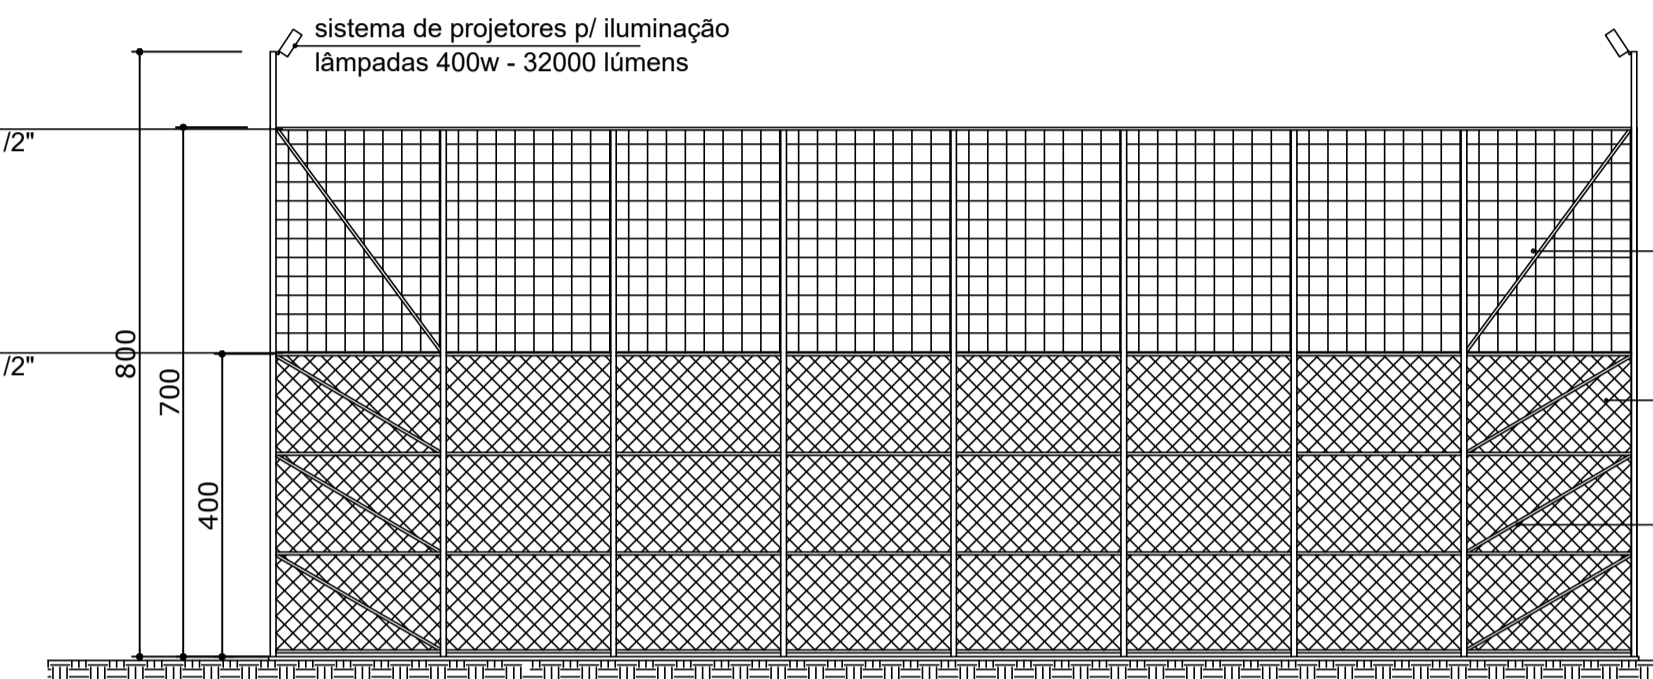 sistema de projetores p/ iluminação
lâmpadas 400w - 32000 lúmens
/2"
/2"
800
700
400